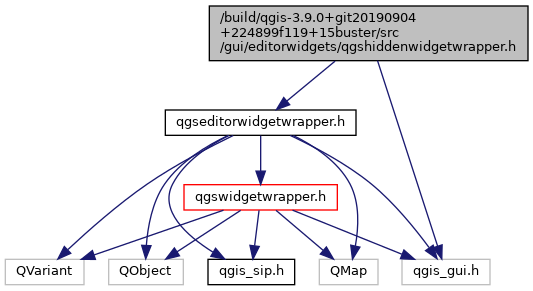 /build/qgis-3.9.0+git20190904
+224899f119+15buster/src
/gui/editorwidgets/qgshiddenwidgetwrapper.h
qgseditorwidgetwrapper.h
qgswidgetwrapper.h
QVariant
QObject
qgis_sip.h
QMap
qgis_gui.h